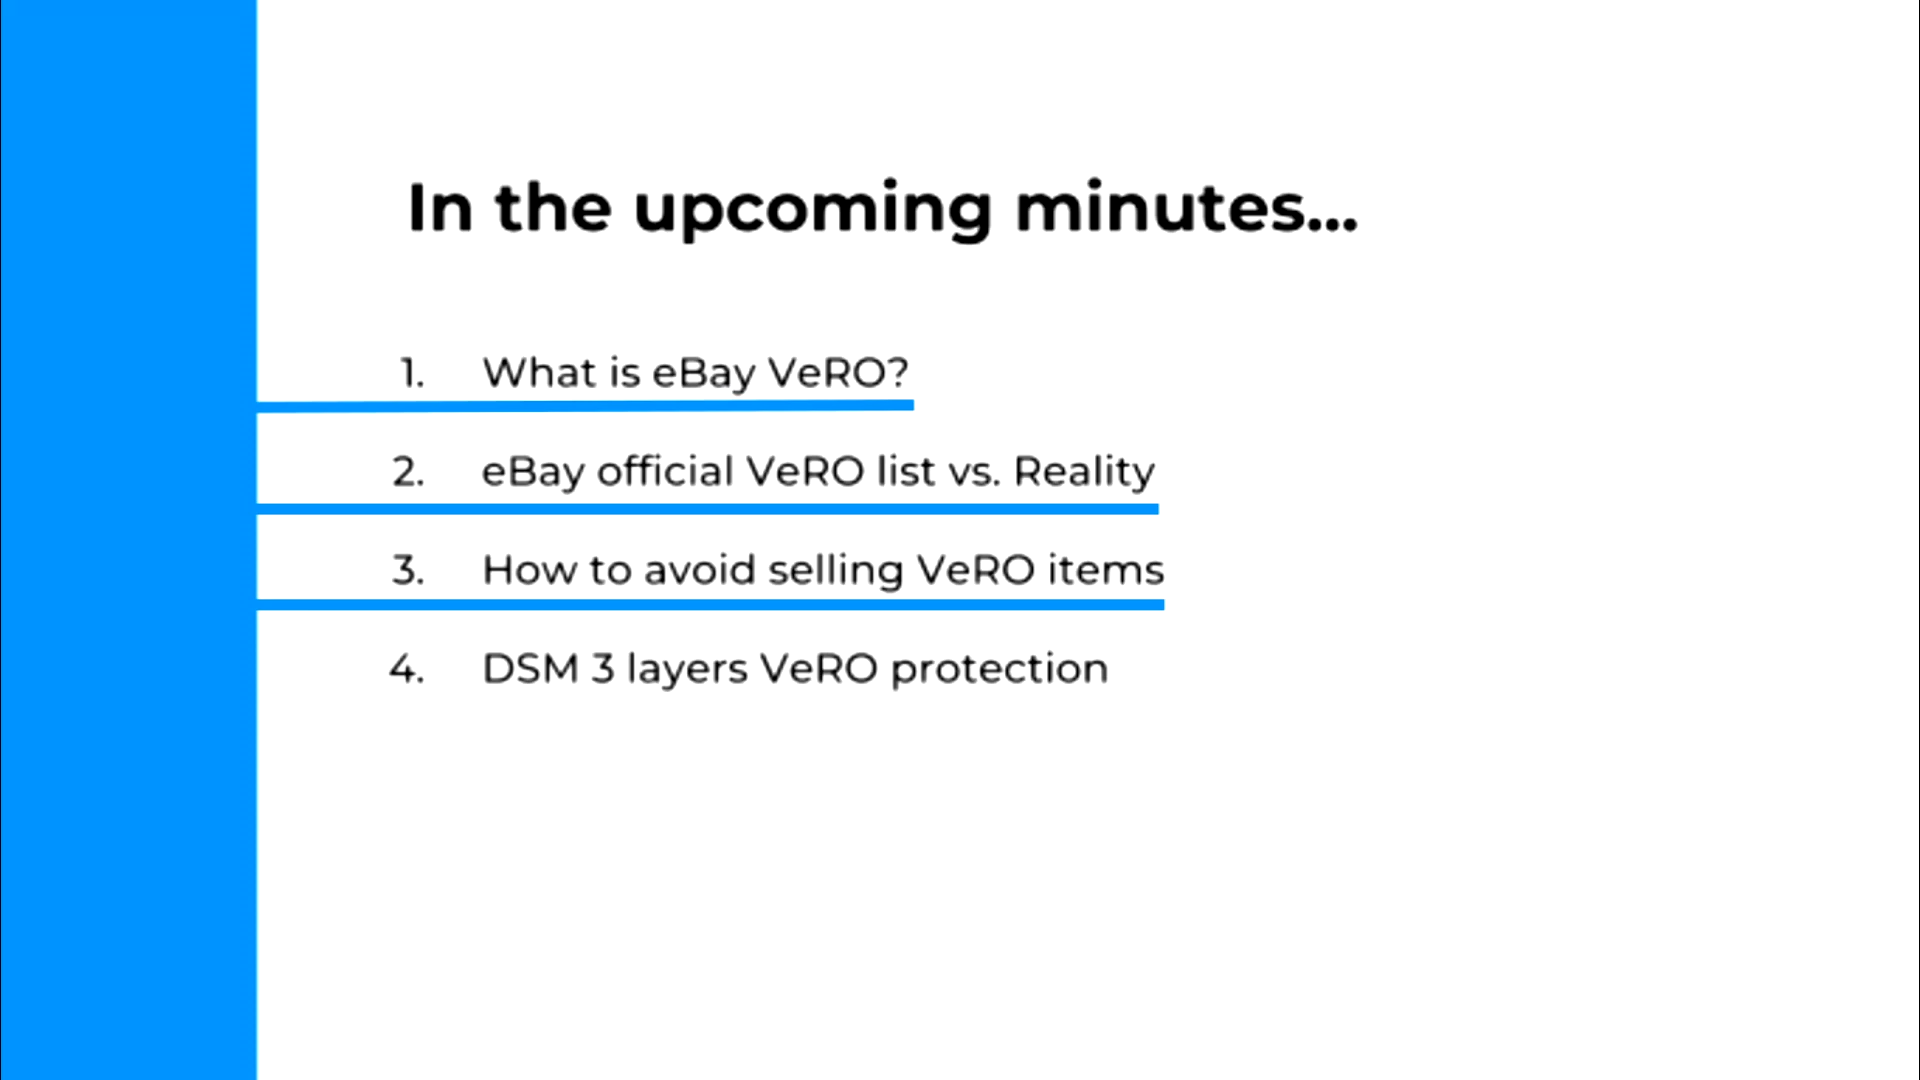 In the upcoming minutes...
1. What is eBay VeRO?
2. eBay official VeRO list vs. Reality
3. How to avoid selling VeRO items
4. DSM 3 layers VeRO protection